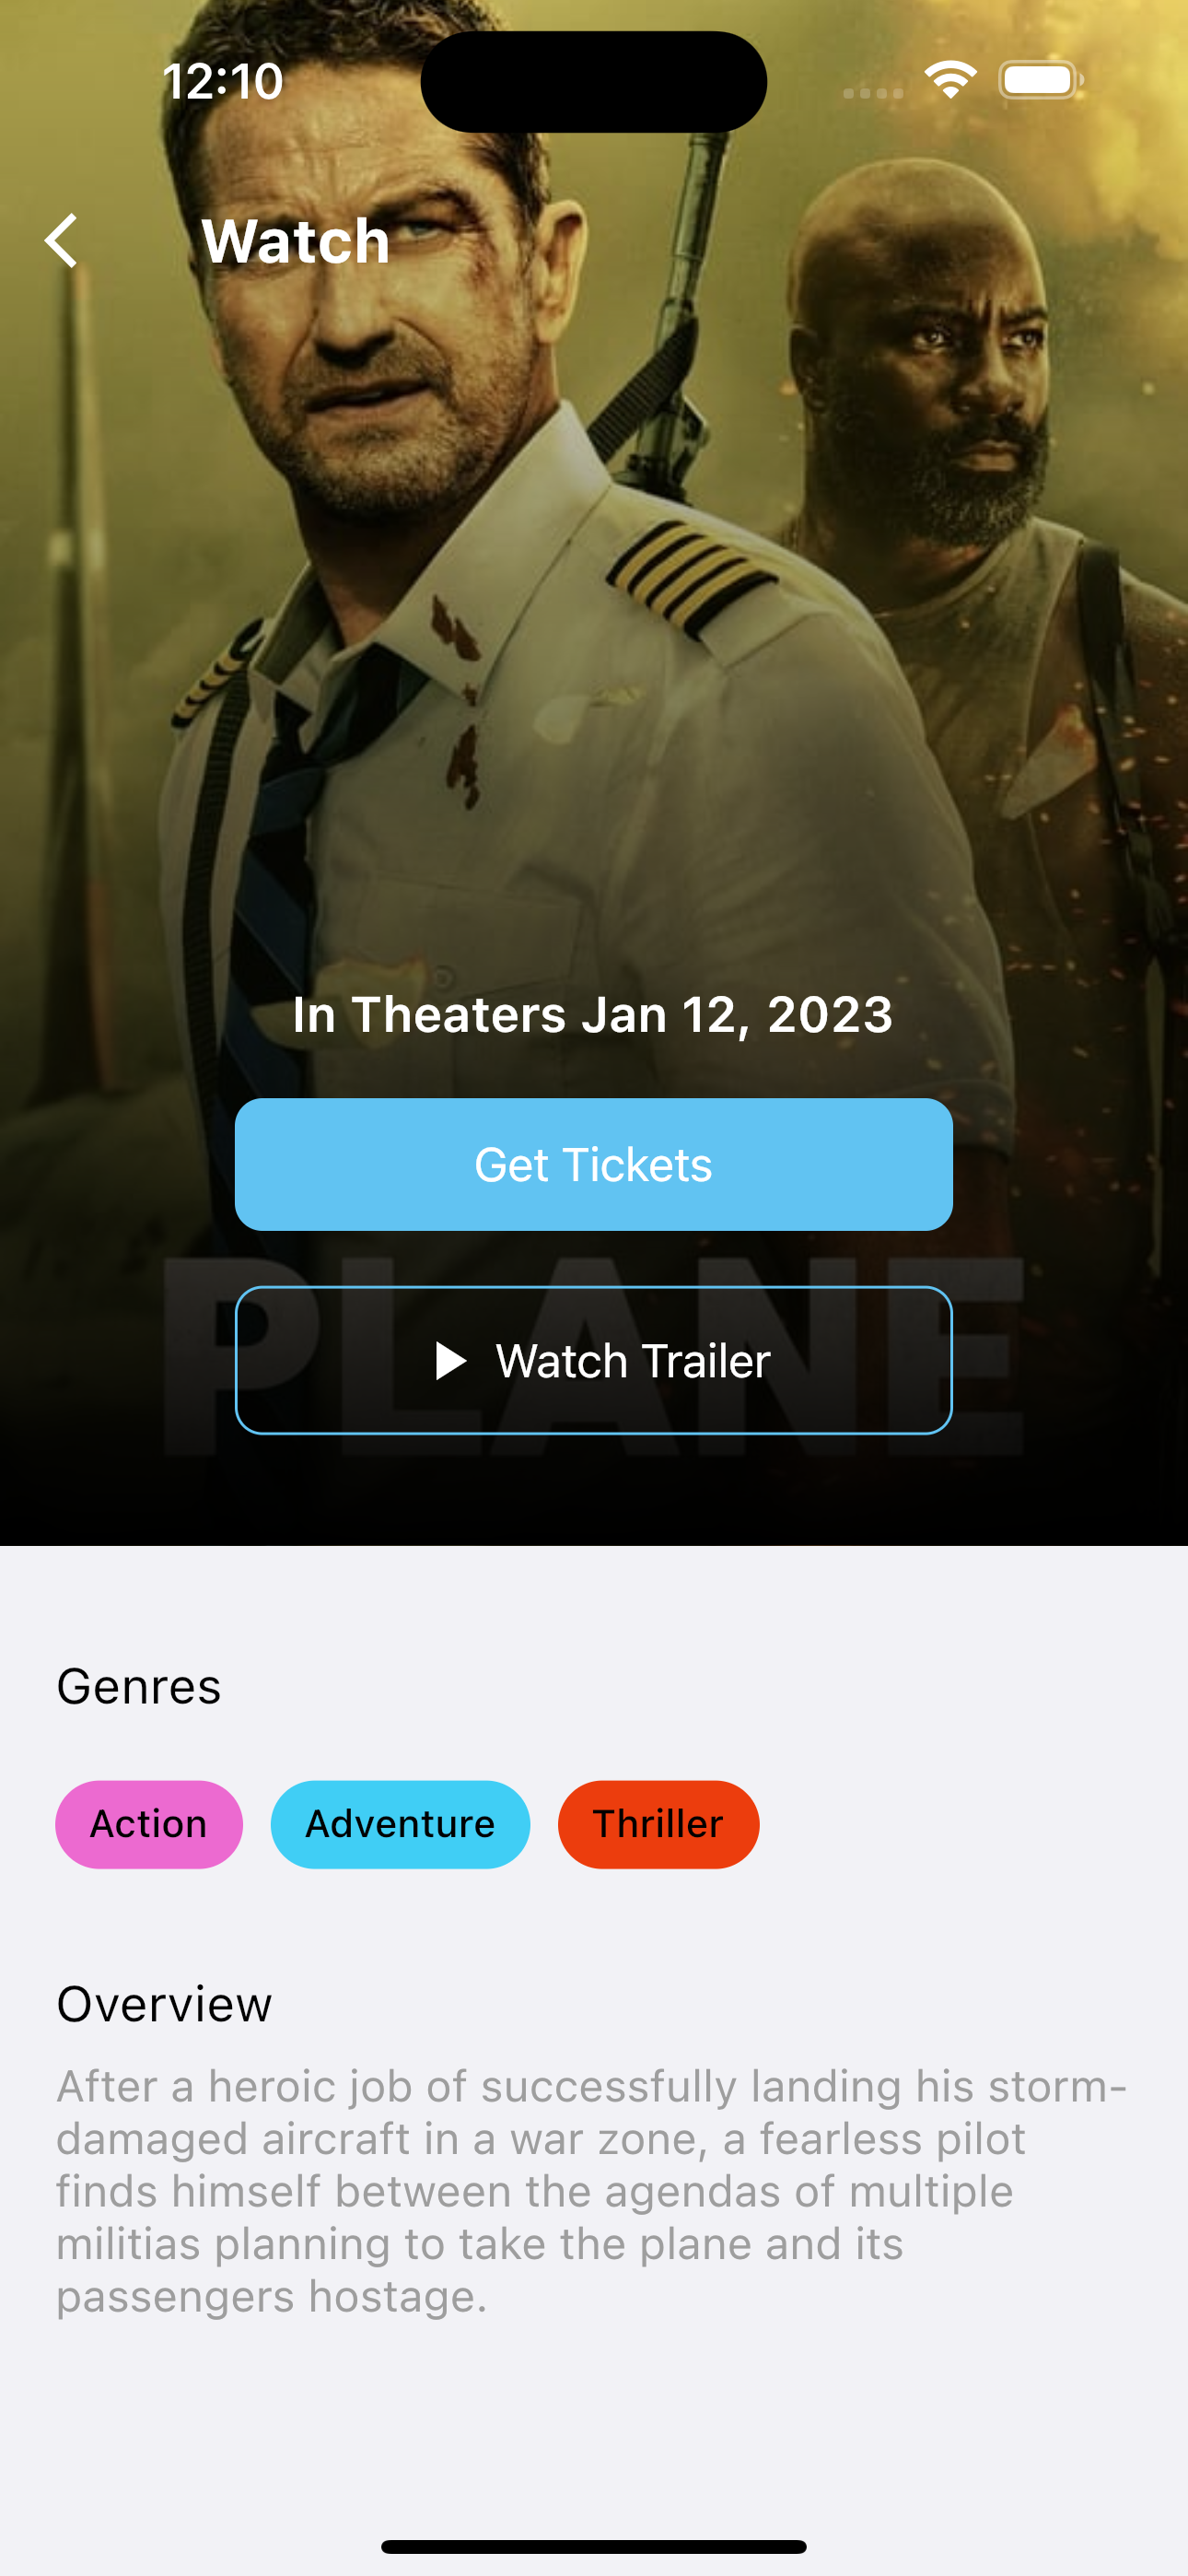 12:10
Watch
In Theaters Jan 12, 2023
Get Tickets
PLANE
Watch Trailer
Genres
Action Adventure Thriller
Overview
After a heroic job of successfully landing his storm-
damaged aircraft in a war zone, a fearless pilot
finds himself between the agendas of multiple
militias planning to take the plane and its
passengers hostage.